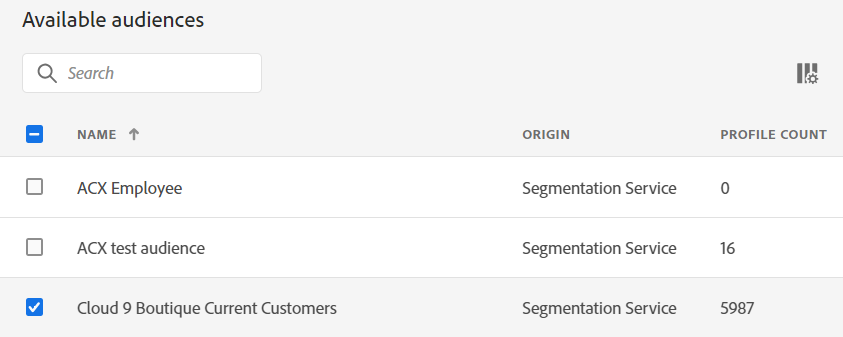 Available audiences
Search
NAME ORIGIN PROFILE COUNT
ACX Employee Segmentation Service 0
ACX test audience Segmentation Service 16
Cloud 9 Boutique Current Customers Segmentation Service 5987